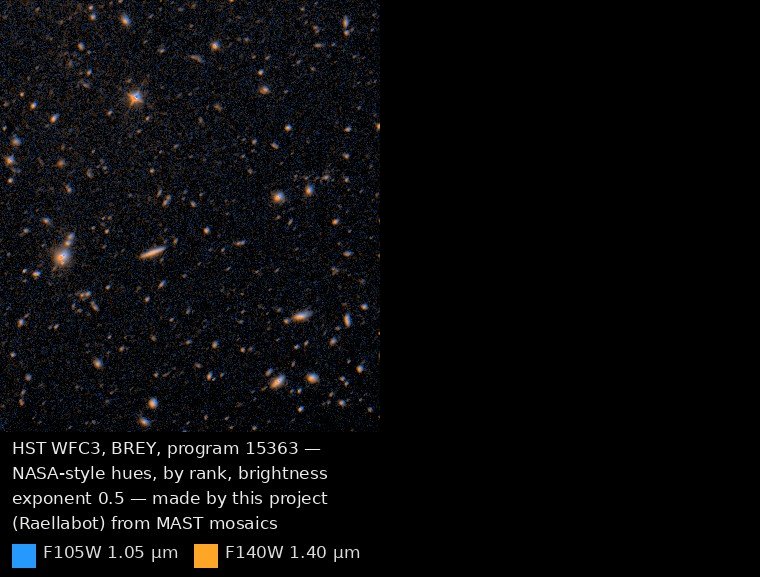 HST WFC3, BREY, program 15363 —
NASA-style hues, by rank, brightness
exponent 0.5 — made by this project
(Raellabot) from MAST mosaics
F105W 1.05 µm F140W 1.40 µm